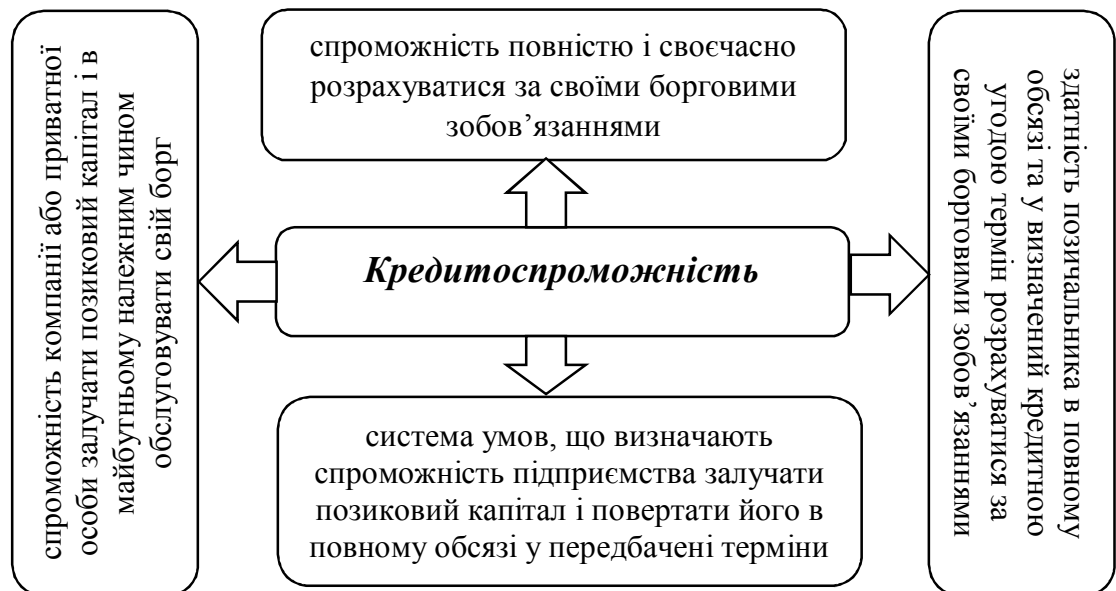 спроможність компанії або приватної
особи залучати позиковий капітал і в
майбутньому належним чином
обслуговувати свій борг
спроможність повністю і своєчасно
розрахуватися за своїми борговими
зобов’язаннями
Кредитоспроможність
система умов, що визначають
спроможність підприємства залучати
позиковий капітал і повертати його в
повному обсязі у передбачені терміни
здатність позичальника в повному
обсязі та у визначений кредитною
угодою термін розрахуватися за
своїми борговими зобов’язаннями